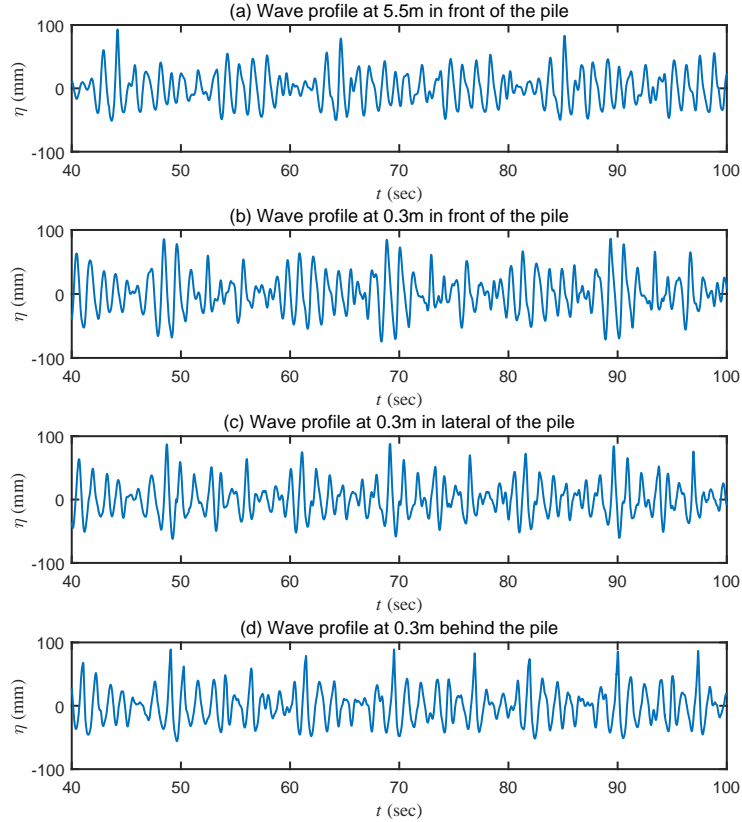 (a) Wave profile at 5.5m in front of the pile
100
0
-100
η (mm)
40 50 60 70 80 90 100
t (sec)
(b) Wave profile at 0.3m in front of the pile
100
0
-100
η (mm)
40 50 60 70 80 90 100
t (sec)
(c) Wave profile at 0.3m in lateral of the pile
100
0
-100
η (mm)
40 50 60 70 80 90 100
t (sec)
(d) Wave profile at 0.3m behind the pile
100
0
-100
η (mm)
40 50 60 70 80 90 100
t (sec)